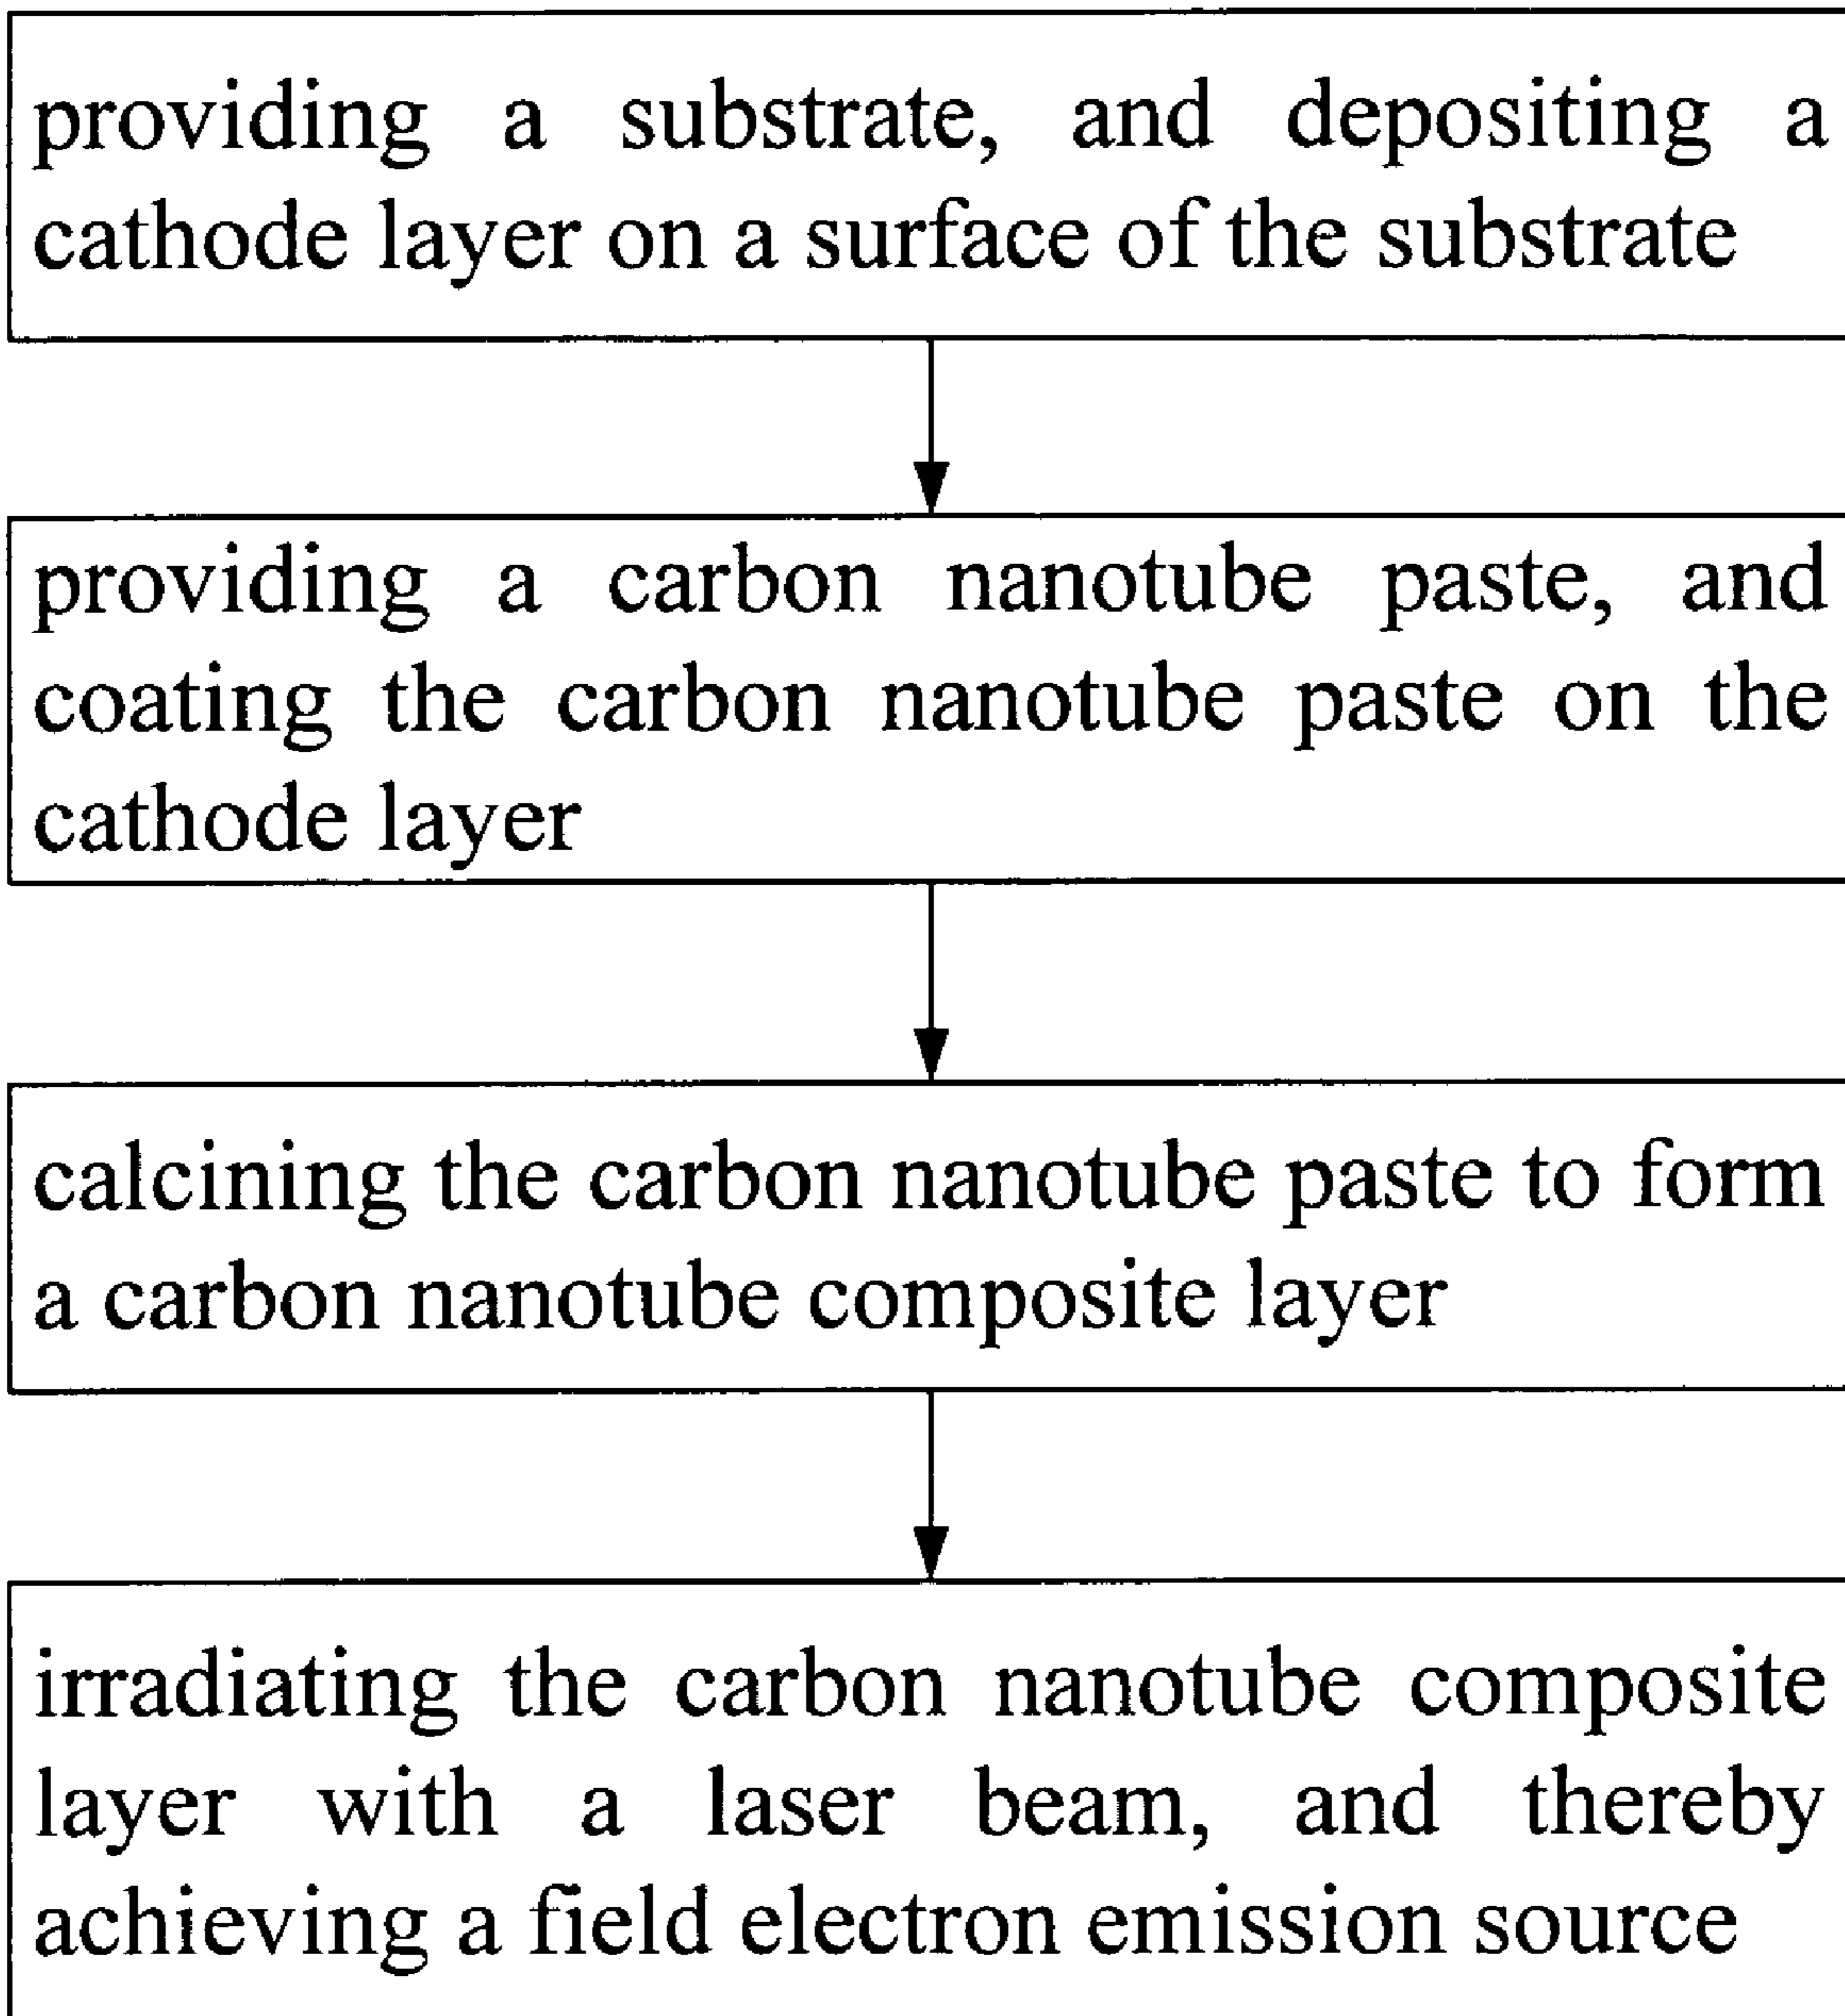 providing a substrate, and depositing a
cathode layer on a surface of the substrate
providing a carbon nanotube paste, and
coating the carbon nanotube paste on the
cathode layer
calcining the carbon nanotube paste to form
a carbon nanotube composite layer
irradiating the carbon nanotube composite
layer with a laser beam, and thereby
achieving a field electron emission source